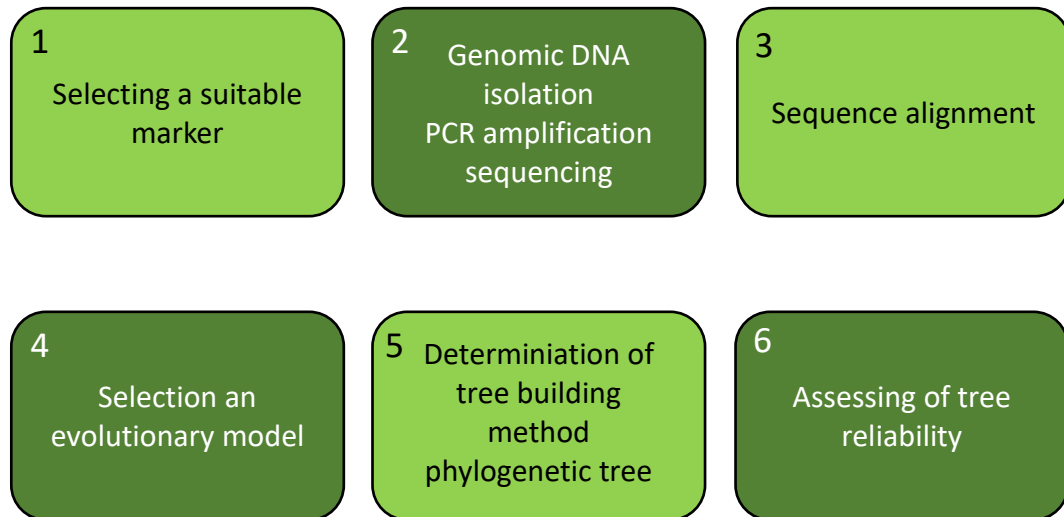 1
Selecting a suitable
marker
2
Genomic DNA
isolation
PCR amplification
sequencing
3
Sequence alignment
4
Selection an
evolutionary model
5
Determiniation of
tree building
method
phylogenetic tree
6
Assessing of tree
reliability